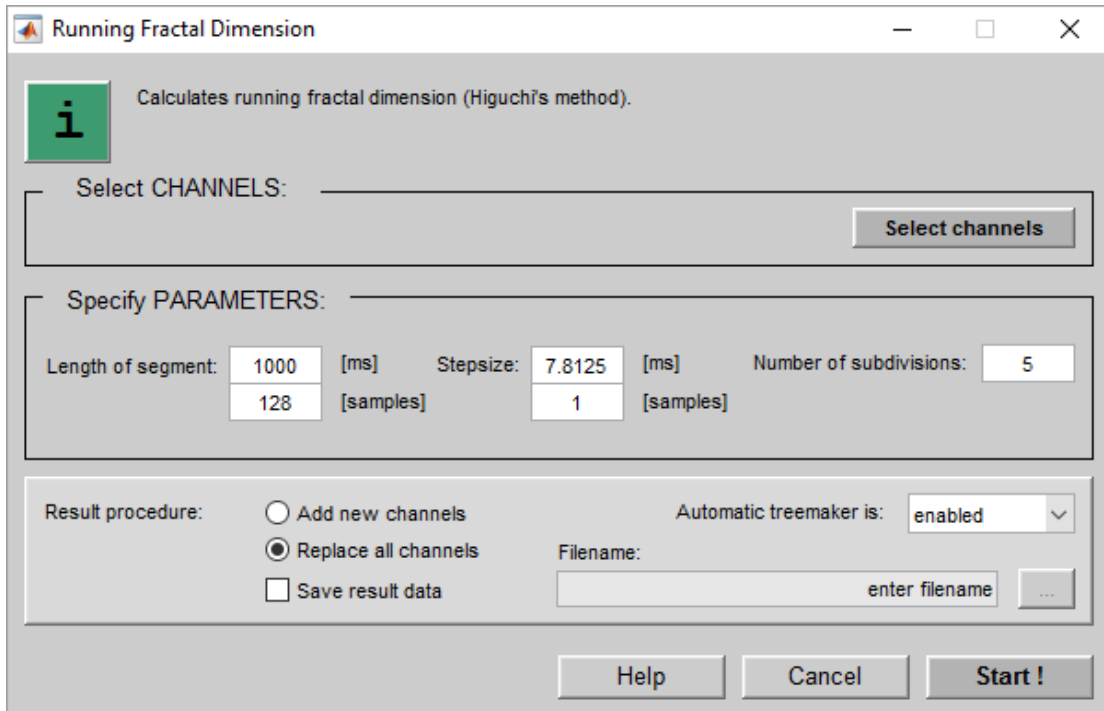 Running Fractal Dimension
i
Calculates running fractal dimension (Higuchi's method).
Select CHANNELS:
Select channels
Specify PARAMETERS:
Length of segment: 1000 [ms] Stepsize: 7.8125 [ms] Number of subdivisions: 5
128 [samples] 1 [samples]
Result procedure: Add new channels Automatic treemaker is: enabled
Replace all channels Filename:
Save result data enter filename ...
Help Cancel Start !